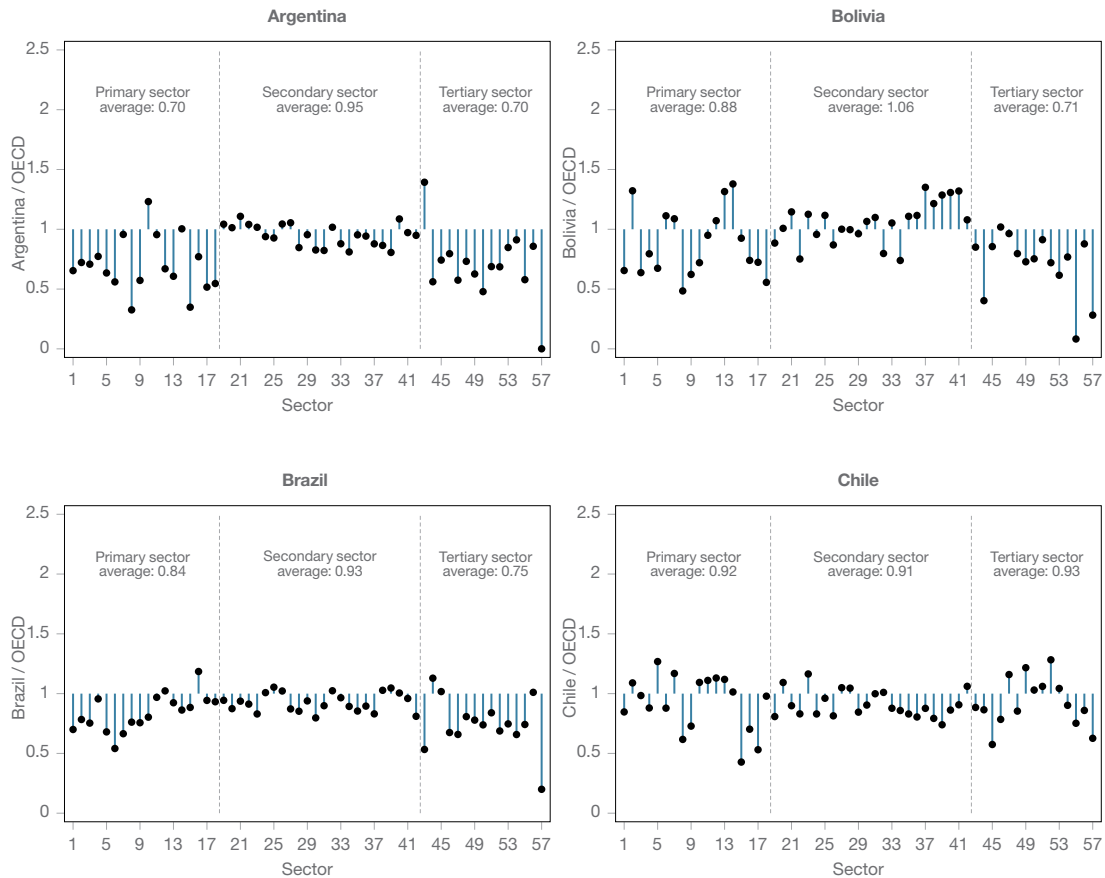 Argentina
2.5
2
1.5
1
0.5
0
Argentina / OECD
Primary sector
average: 0.70
Secondary sector
average: 0.95
Tertiary sector
average: 0.70
1 5 9 13 17 21 25 29 33 37 41 45 49 53 57
Sector
Bolivia
2.5
2
1.5
1
0.5
0
Bolivia / OECD
Primary sector
average: 0.88
Secondary sector
average: 1.06
Tertiary sector
average: 0.71
1 5 9 13 17 21 25 29 33 37 41 45 49 53 57
Sector
Brazil
2.5
2
1.5
1
0.5
0
Brazil / OECD
Primary sector
average: 0.84
Secondary sector
average: 0.93
Tertiary sector
average: 0.75
1 5 9 13 17 21 25 29 33 37 41 45 49 53 57
Sector
Chile
2.5
2
1.5
1
0.5
0
Chile / OECD
Primary sector
average: 0.92
Secondary sector
average: 0.91
Tertiary sector
average: 0.93
1 5 9 13 17 21 25 29 33 37 41 45 49 53 57
Sector